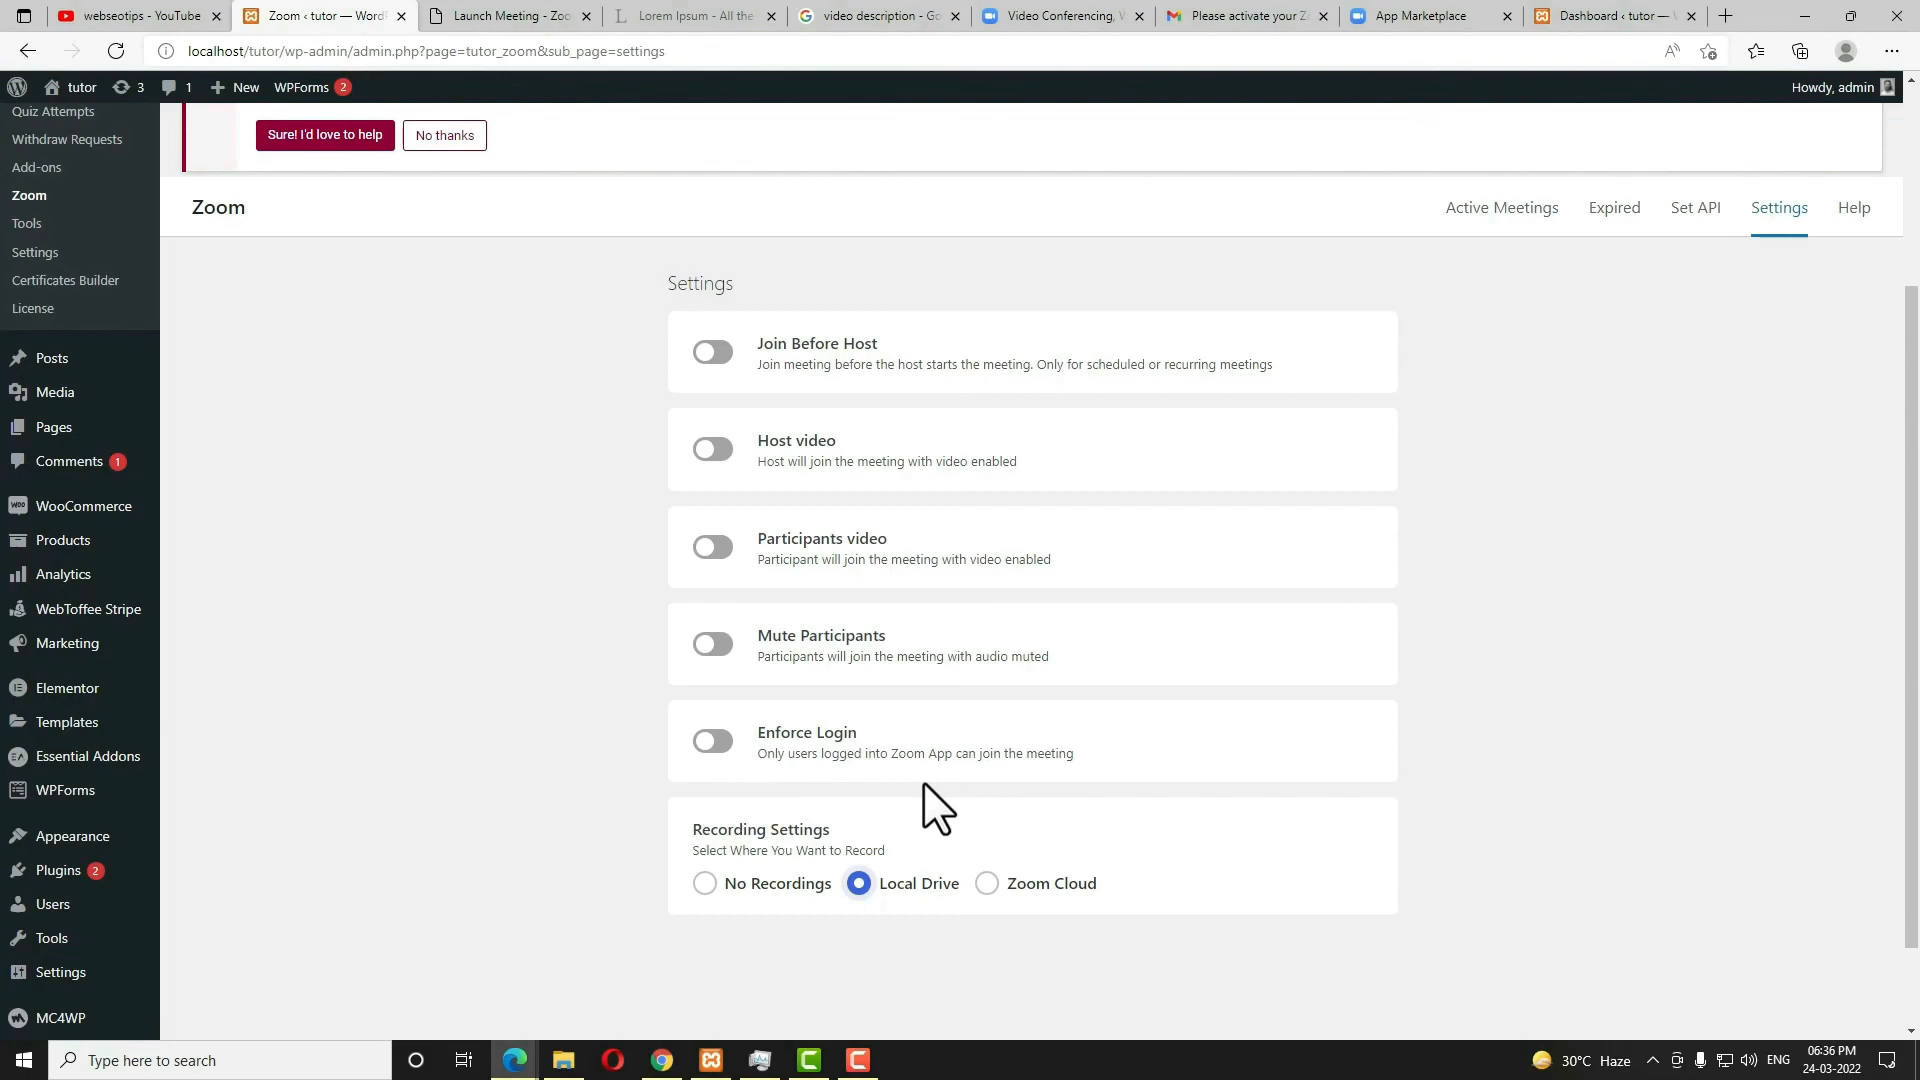 webseotips - YouTube
Zoom ‹ tutor — Word
Launch Meeting - Zoo
Lorem Ipsum - All the
video description - Go
Video Conferencing, W
Please activate your Z
App Marketplace
Dashboard ‹ tutor —
localhost/tutor/wp-admin/admin.php?page=tutor_zoom&sub_page=settings
tutor 3 1 New WPForms 2
Howdy, admin
Quiz Attempts
Withdraw Requests
Add-ons
Zoom
Tools
Settings
Certificates Builder
License
Posts
Media
Pages
Comments 1
WooCommerce
Products
Analytics
WebToffee Stripe
Marketing
Elementor
Templates
Essential Addons
WPForms
Appearance
Plugins 2
Users
Tools
Settings
MC4WP
Sure! I'd love to help
No thanks
Zoom
Active Meetings
Expired
Set API
Settings
Help
Settings
Join Before Host
Join meeting before the host starts the meeting. Only for scheduled or recurring meetings
Host video
Host will join the meeting with video enabled
Participants video
Participant will join the meeting with video enabled
Mute Participants
Participants will join the meeting with audio muted
Enforce Login
Only users logged into Zoom App can join the meeting
Recording Settings
Select Where You Want to Record
No Recordings Local Drive Zoom Cloud
Type here to search
30°C Haze
ENG
06:36 PM
24-03-2022